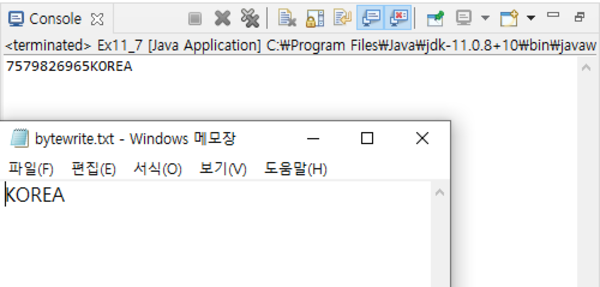 Console
<terminated> Ex11_7 [Java Application] C:₩Program Files₩Java₩jdk-11.0.8+10₩bin₩javaw
7579826965KOREA
bytewrite.txt - Windows 메모장
파일(F) 편집(E) 서식(O) 보기(V) 도움말(H)
KOREA